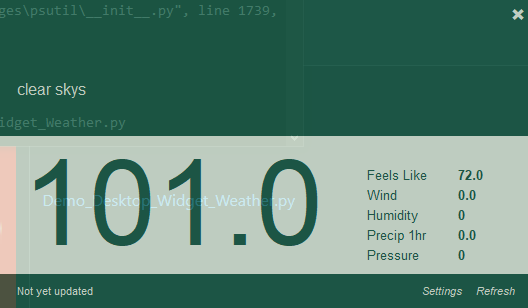 ges\psutil\__init__.py", line 1739,
✖
clear skys
idget_Weather.py
101.0
Demo_Desktop_Widget_Weather.py
Feels Like 72.0
Wind 0.0
Humidity 0
Precip 1hr 0.0
Pressure 0
Not yet updated
Settings Refresh